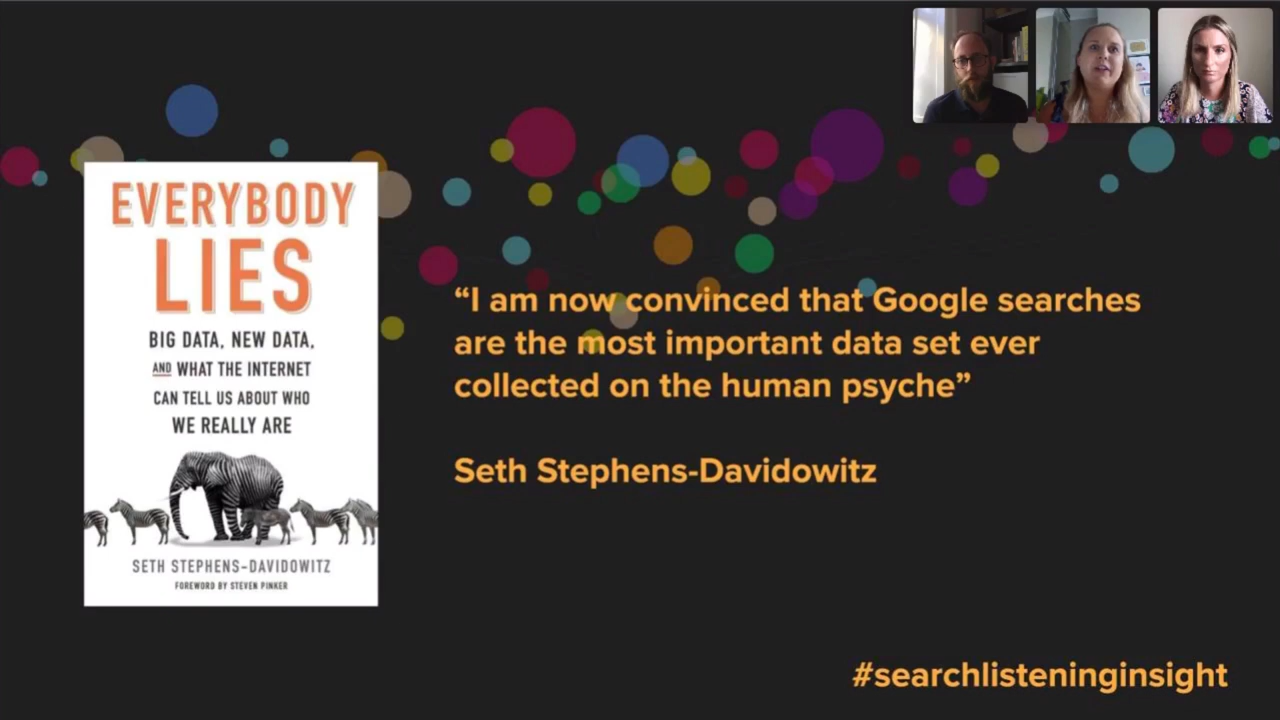 EVERYBODY
LIES
BIG DATA, NEW DATA,
AND WHAT THE INTERNET
CAN TELL US ABOUT WHO
WE REALLY ARE
SETH STEPHENS-DAVIDOWITZ
FOREWORD BY STEVEN PINKER
“I am now convinced that Google searches
are the most important data set ever
collected on the human psyche”
Seth Stephens-Davidowitz
#searchlisteninginsight